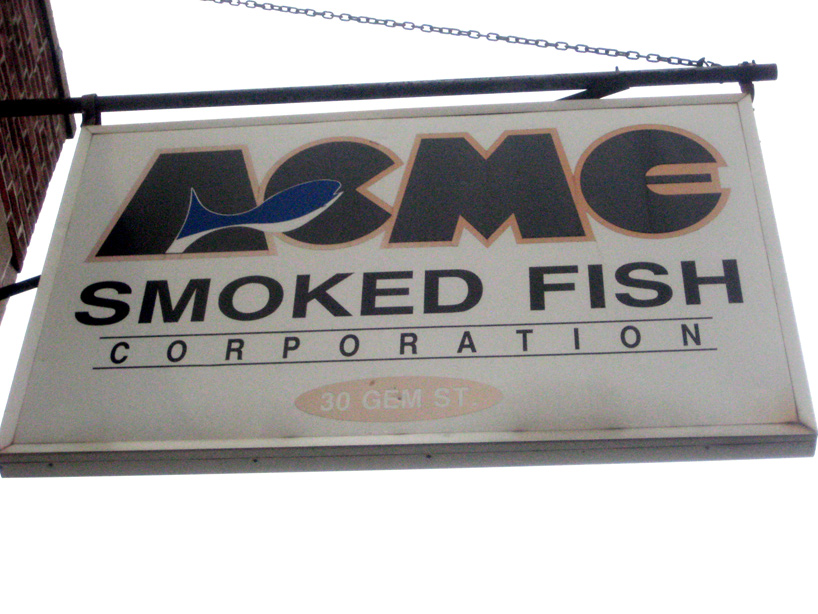 ACME
SMOKED FISH
CORPORATION
30 GEM ST.